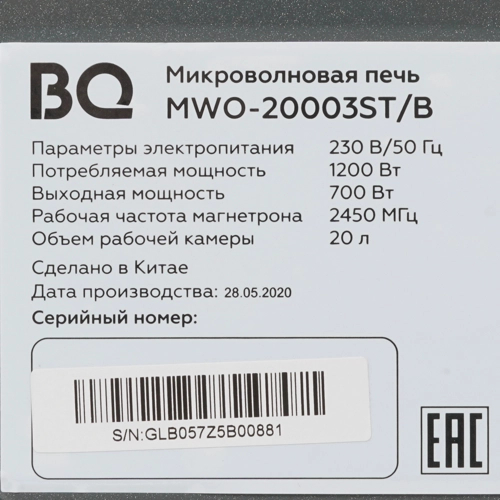 BQ
Микроволновая печь
MWO-20003ST/B
Параметры электропитания 230 В/50 Гц
Потребляемая мощность 1200 Вт
Выходная мощность 700 Вт
Рабочая частота магнетрона 2450 МГц
Объем рабочей камеры 20 л
Сделано в Китае
Дата производства: 28.05.2020
Серийный номер:
S/N:GLB057Z5B00881
EAC